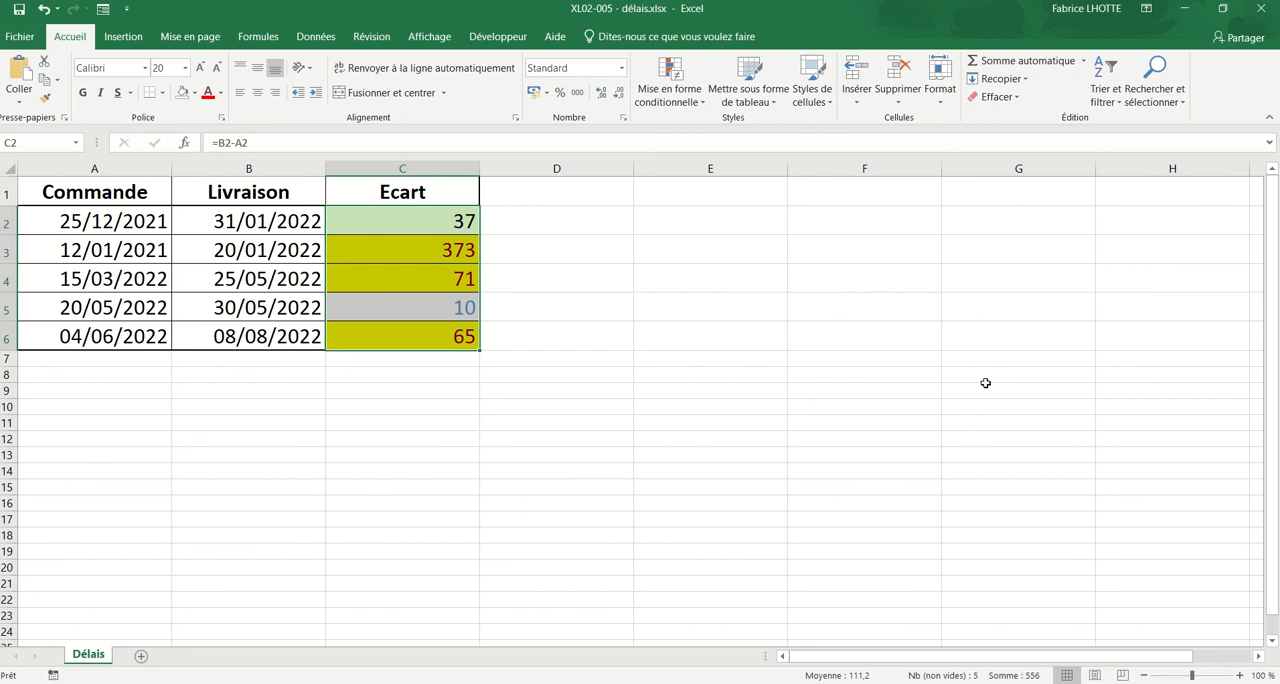 XL02-005 - délais.xlsx - Excel
Fabrice LHOTTE
Fichier Accueil Insertion Mise en page Formules Données Révision Affichage Développeur Aide Dites-nous ce que vous voulez faire Partager
Coller
Calibri 20
Renvoyer à la ligne automatiquement
Standard
G I S
Fusionner et centrer
% 000
Mise en forme conditionnelle
Mettre sous forme de tableau
Styles de cellules
Insérer Supprimer Format
Somme automatique
Recopier
Effacer
Trier et filtrer
Rechercher et sélectionner
Presse-papiers Police Alignement Nombre Styles Cellules Édition
C2 fx =B2-A2
A B C D E F G H
1 Commande Livraison Ecart
2 25/12/2021 31/01/2022 37
3 12/01/2021 20/01/2022 373
4 15/03/2022 25/05/2022 71
5 20/05/2022 30/05/2022 10
6 04/06/2022 08/08/2022 65
7
8
9
10
11
12
13
14
15
16
17
18
19
20
21
22
23
24
Délais
Prêt
Moyenne : 111,2 Nb (non vides) : 5 Somme : 556 100 %